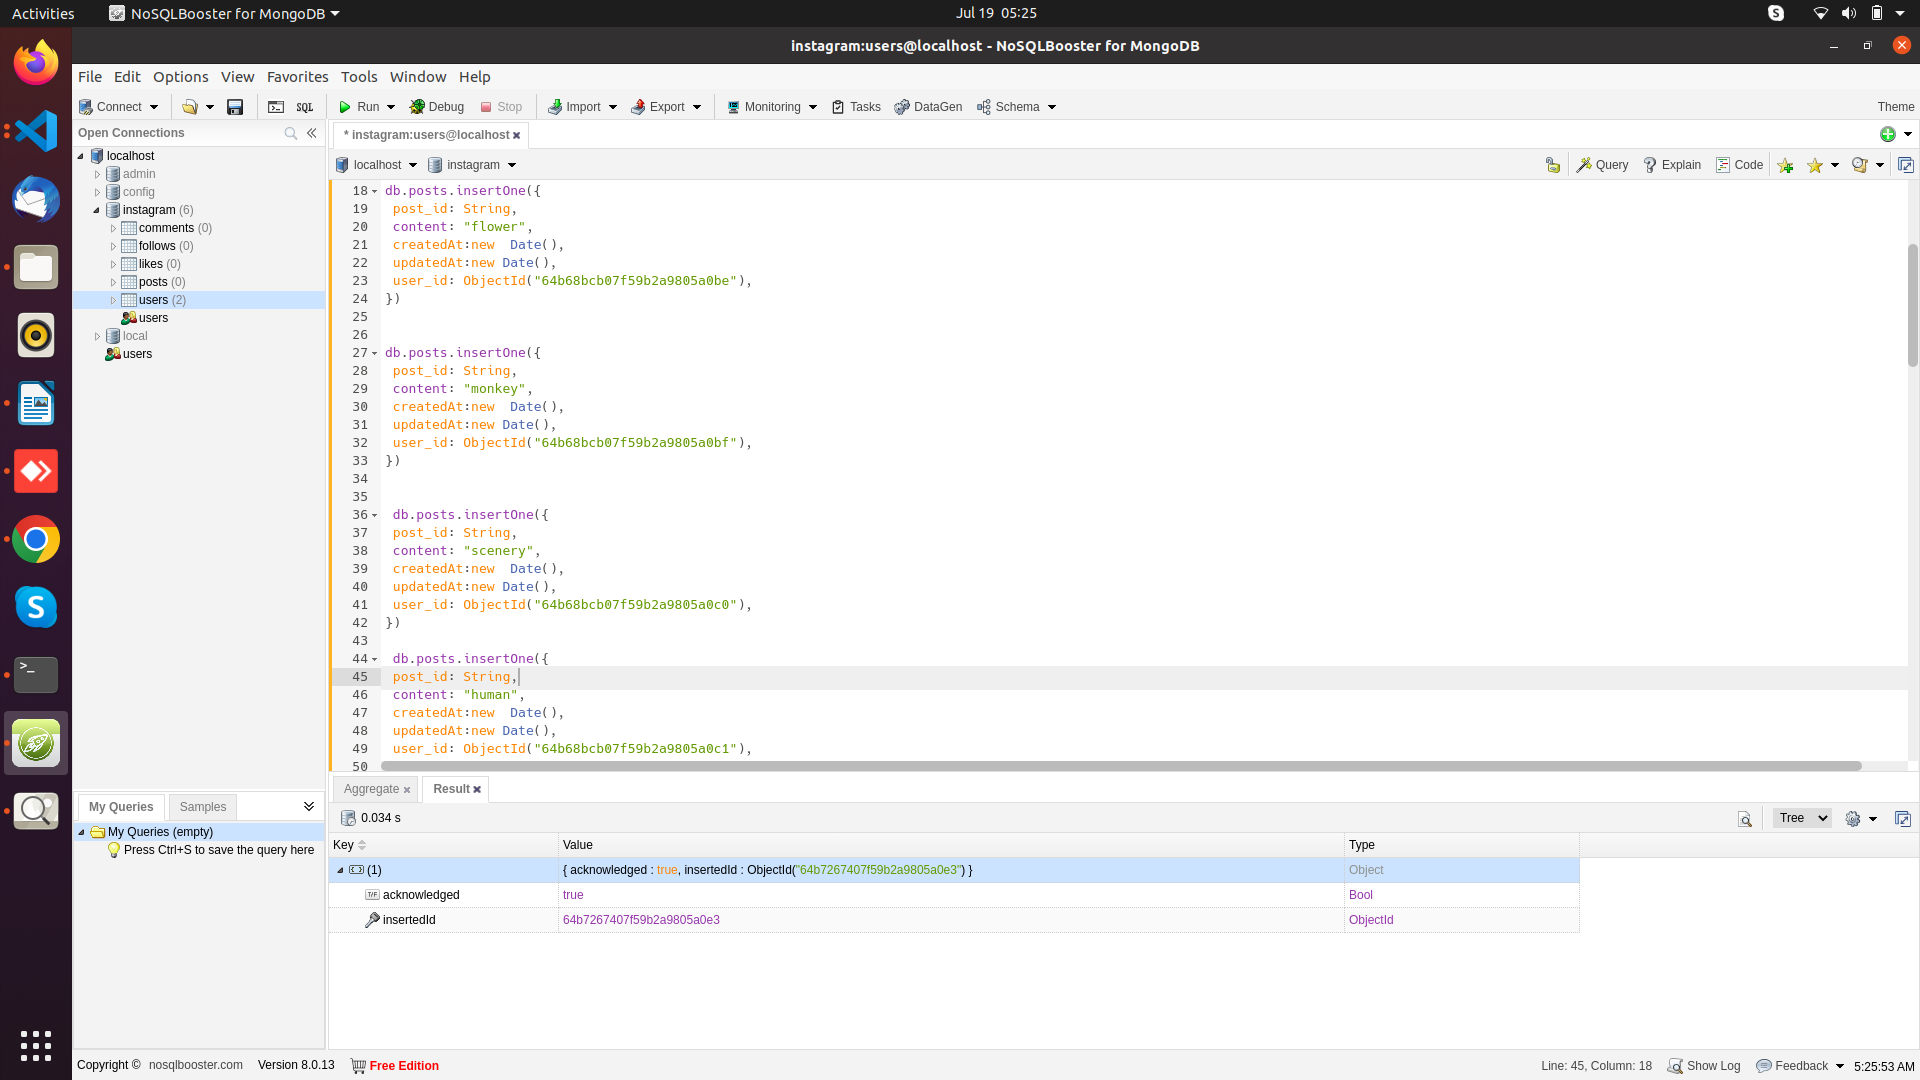 Activities NoSQLBooster for MongoDB Jul 19 05:25
instagram:users@localhost - NoSQLBooster for MongoDB
File Edit Options View Favorites Tools Window Help
Connect SQL Run Debug Stop Import Export Monitoring Tasks DataGen Schema Theme
Open Connections
localhost
admin
config
instagram (6)
comments (0)
follows (0)
likes (0)
posts (0)
users (2)
users
local
users
* instagram:users@localhost
localhost instagram Query Explain Code
18 db.posts.insertOne({
19 post_id: String,
20 content: "flower",
21 createdAt:new  Date(),
22 updatedAt:new Date(),
23 user_id: ObjectId("64b68bcb07f59b2a9805a0be"),
24 })
25
26
27 db.posts.insertOne({
28 post_id: String,
29 content: "monkey",
30 createdAt:new  Date(),
31 updatedAt:new Date(),
32 user_id: ObjectId("64b68bcb07f59b2a9805a0bf"),
33 })
34
35
36 db.posts.insertOne({
37 post_id: String,
38 content: "scenery",
39 createdAt:new  Date(),
40 updatedAt:new Date(),
41 user_id: ObjectId("64b68bcb07f59b2a9805a0c0"),
42 })
43
44 db.posts.insertOne({
45 post_id: String,
46 content: "human",
47 createdAt:new  Date(),
48 updatedAt:new Date(),
49 user_id: ObjectId("64b68bcb07f59b2a9805a0c1"),
50
My Queries Samples
My Queries (empty)
Press Ctrl+S to save the query here
Aggregate Result
0.034 s Tree
Key Value Type
(1) { acknowledged : true, insertedId : ObjectId("64b7267407f59b2a9805a0e3") } Object
T/F acknowledged true Bool
insertedId 64b7267407f59b2a9805a0e3 ObjectId
Copyright © nosqlbooster.com Version 8.0.13 Free Edition Line: 45, Column: 18 Show Log Feedback 5:25:53 AM